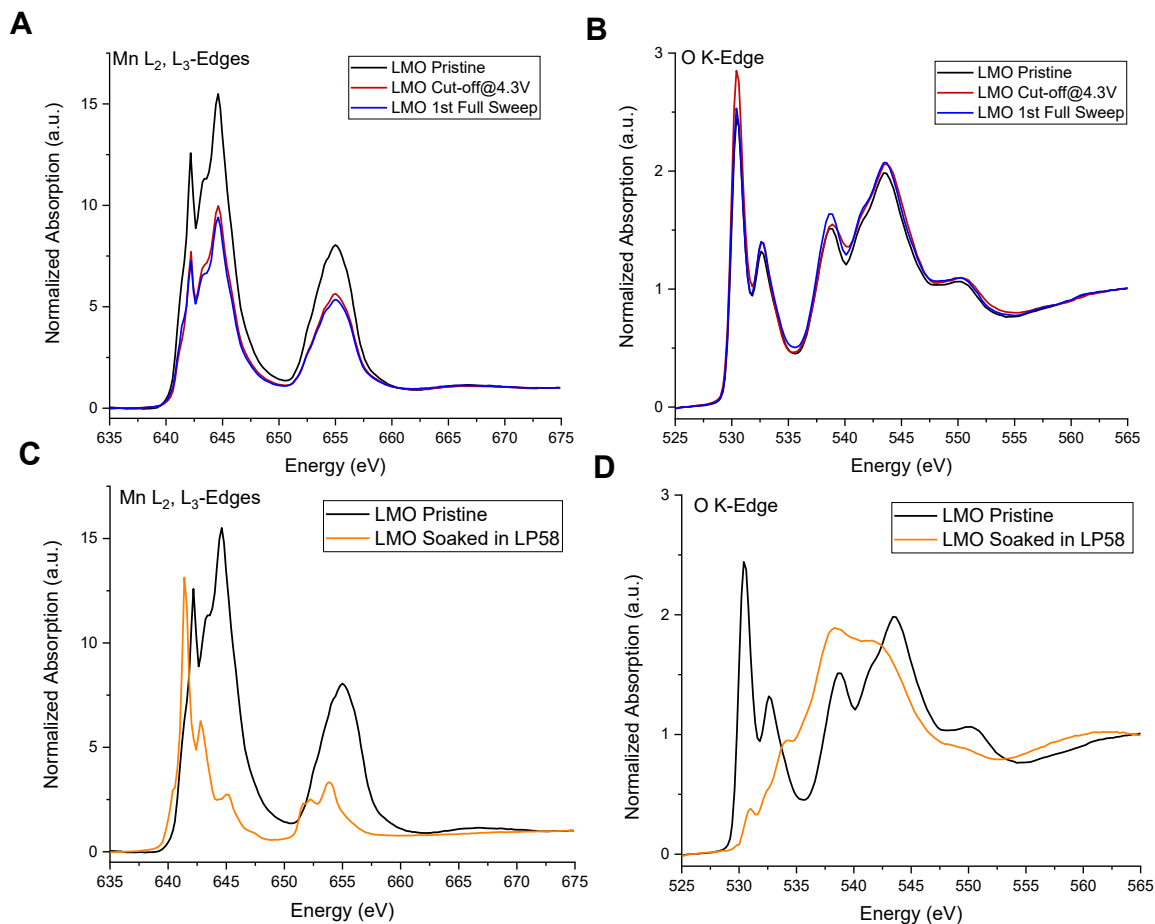 A
Mn L2, L3-Edges
LMO Pristine
LMO Cut-off@4.3V
LMO 1st Full Sweep
15
10
5
0
Normalized Absorption (a.u.)
635 640 645 650 655 660 665 670 675
Energy (eV)
B
O K-Edge
LMO Pristine
LMO Cut-off@4.3V
LMO 1st Full Sweep
3
2
1
0
Normalized Absorption (a.u.)
525 530 535 540 545 550 555 560 565
Energy (eV)
C
Mn L2, L3-Edges
LMO Pristine
LMO Soaked in LP58
15
10
5
0
Normalized Absorption (a.u.)
635 640 645 650 655 660 665 670 675
Energy (eV)
D
O K-Edge
LMO Pristine
LMO Soaked in LP58
3
2
1
0
Normalized Absorption (a.u.)
525 530 535 540 545 550 555 560 565
Energy (eV)